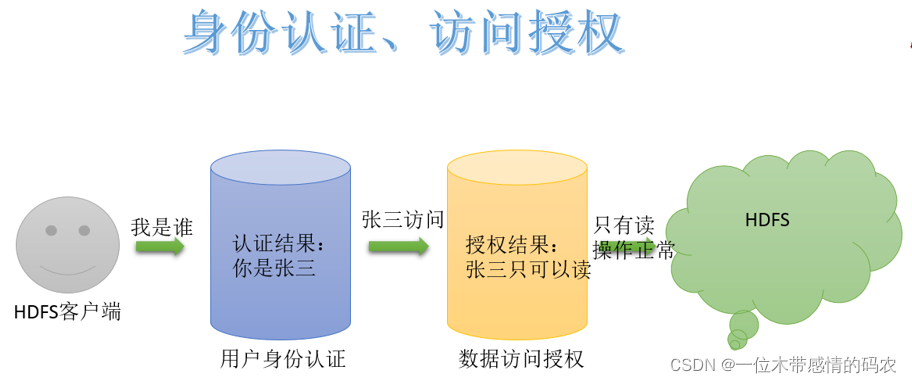 身份认证、访问授权
我是谁
认证结果：
你是张三
张三访问
授权结果：
张三只可以读
只有读
操作正常
HDFS
HDFS客户端
用户身份认证
数据访问授权
CSDN @一位木带感情的码农